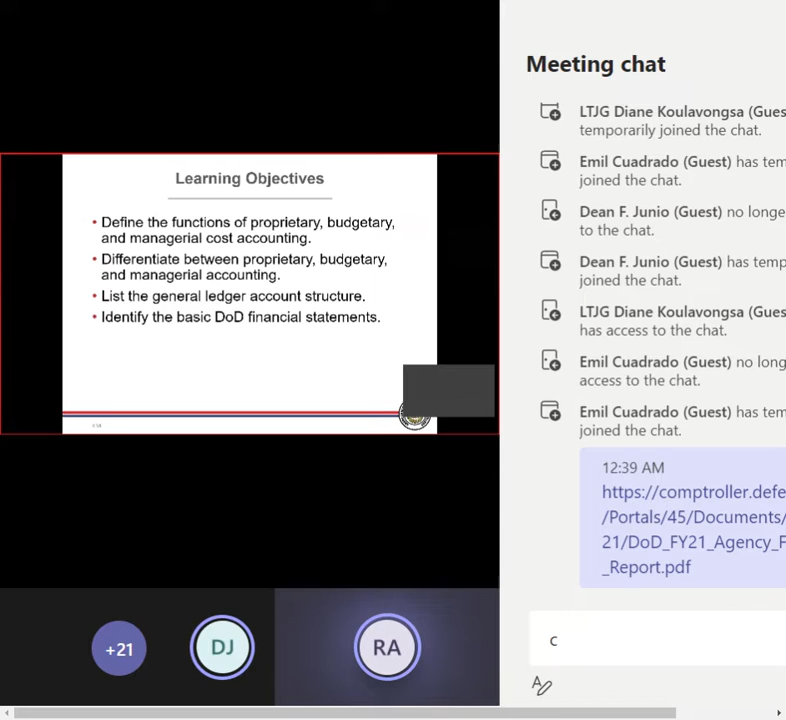 Learning Objectives
• Define the functions of proprietary, budgetary,
and managerial cost accounting.
• Differentiate between proprietary, budgetary,
and managerial accounting.
• List the general ledger account structure.
• Identify the basic DoD financial statements.
+21
DJ
RA
Meeting chat
LTJG Diane Koulavongsa (Gues
temporarily joined the chat.
Emil Cuadrado (Guest) has tem
joined the chat.
Dean F. Junio (Guest) no longe
to the chat.
Dean F. Junio (Guest) has temp
joined the chat.
LTJG Diane Koulavongsa (Gues
has access to the chat.
Emil Cuadrado (Guest) no long
access to the chat.
Emil Cuadrado (Guest) has tem
joined the chat.
12:39 AM
https://comptroller.defe
/Portals/45/Documents/
21/DoD_FY21_Agency_F
_Report.pdf
c